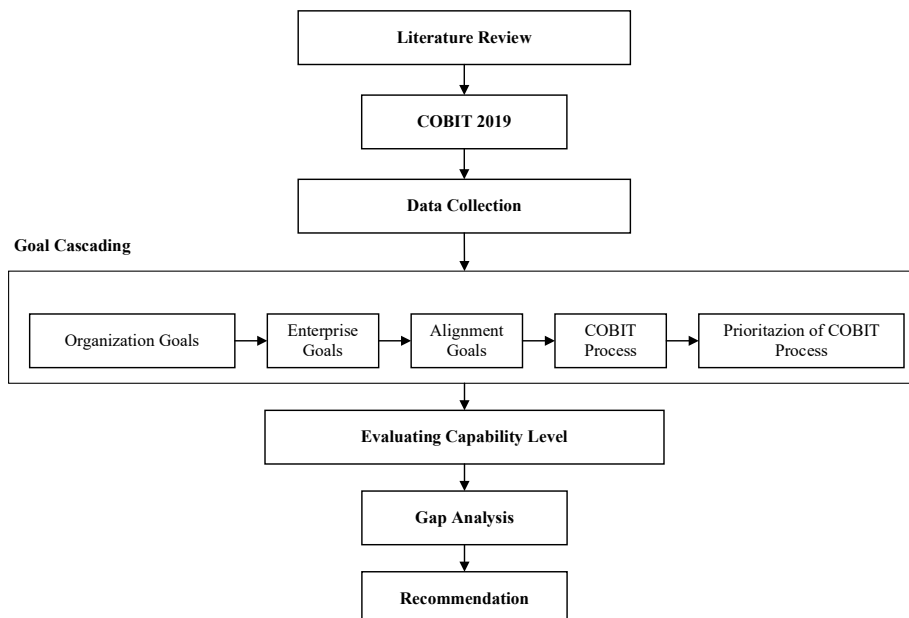 Literature Review
COBIT 2019
Data Collection
Goal Cascading
Organization Goals
Enterprise
Goals
Alignment
Goals
COBIT
Process
Prioritazion of COBIT
Process
Evaluating Capability Level
Gap Analysis
Recommendation